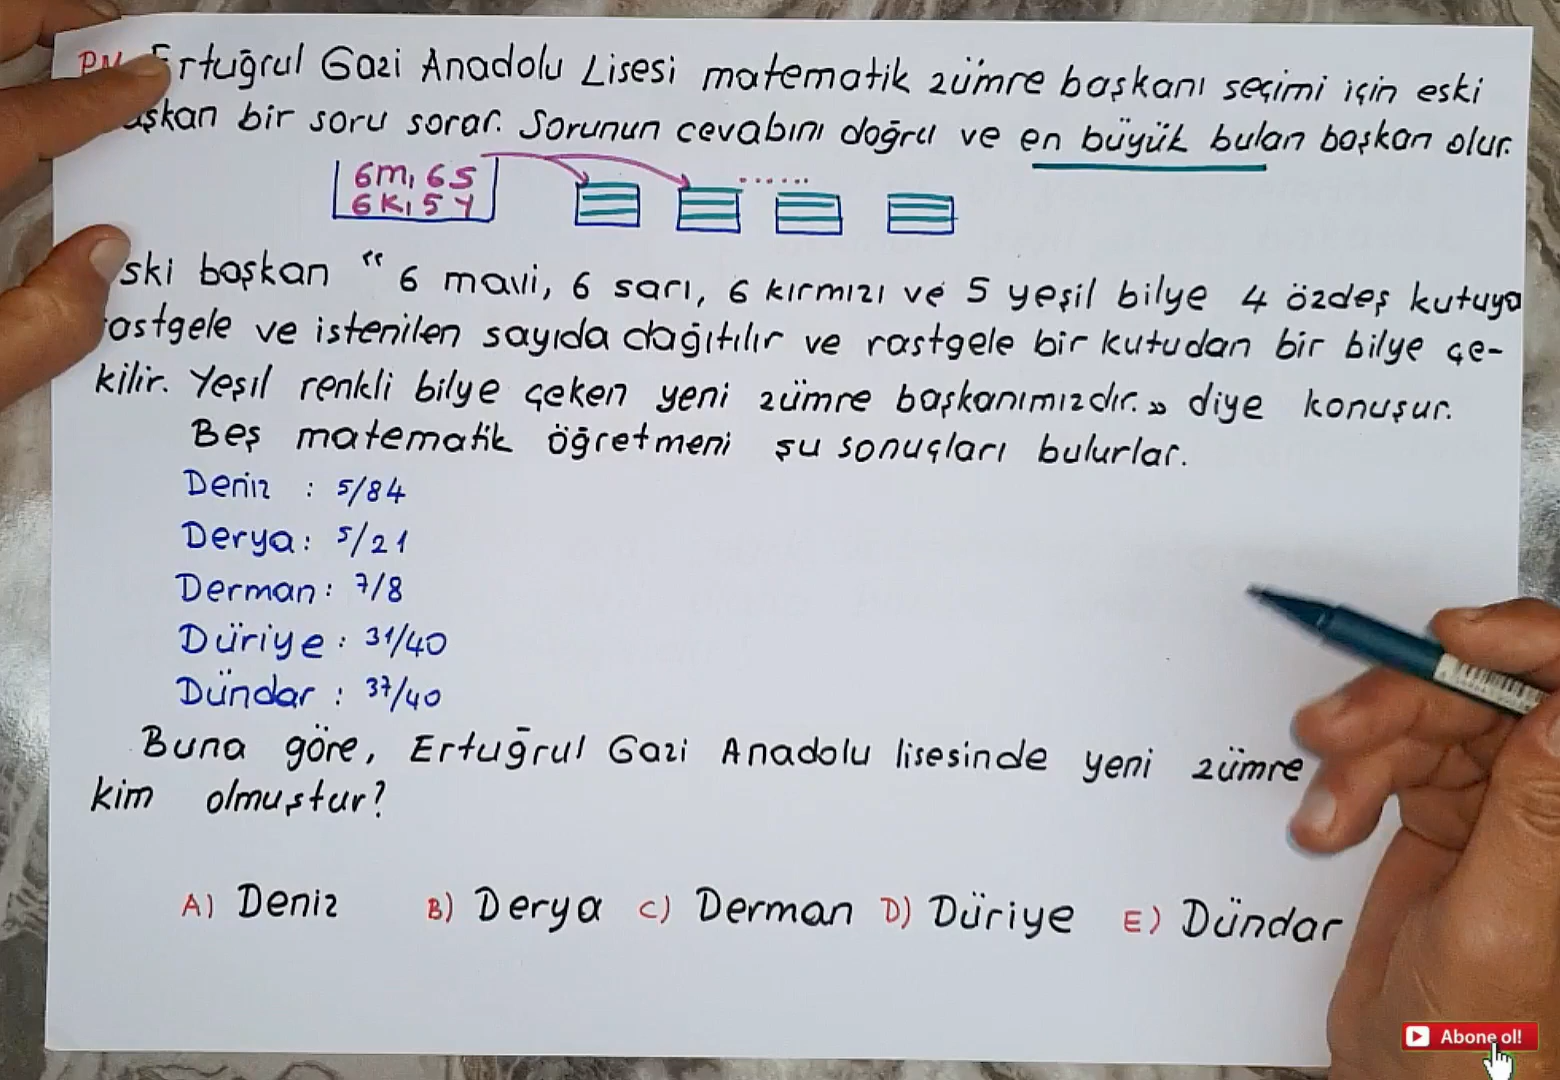 Ertuğrul Gazi Anadolu Lisesi matematik zümre başkanı seçimi için eski
aşkan bir soru sorar. Sorunun cevabını doğru ve en büyük bulan başkan olur.
6M, 6S
6K, 5Y
......
ski başkan “ 6 mavi, 6 sarı, 6 kırmızı ve 5 yeşil bilye 4 özdeş kutuya
rastgele ve istenilen sayıda dağıtılır ve rastgele bir kutudan bir bilye çe-
kilir. Yeşil renkli bilye çeken yeni zümre başkanımızdır.» diye konuşur.
Beş matematik öğretmeni şu sonuçları bulurlar.
Deniz : 5/84
Derya : 5/21
Derman : 7/8
Düriye : 31/40
Dündar : 37/40
Buna göre, Ertuğrul Gazi Anadolu lisesinde yeni zümre
kim olmuştur?
A) Deniz B) Derya C) Derman D) Düriye E) Dündar
Abone ol!